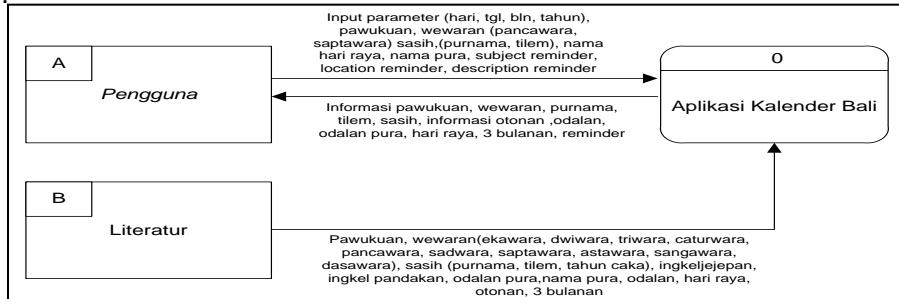 Input parameter (hari, tgl, bln, tahun),
pawukuan, wewaran (pancawara,
saptawara) sasih,(purnama, tilem), nama
hari raya, nama pura, subject reminder,
location reminder, description reminder
A
Pengguna
0
Aplikasi Kalender Bali
Informasi pawukuan, wewaran, purnama,
tilem, sasih, informasi otonan ,odalan,
odalan pura, hari raya, 3 bulanan, reminder
B
Literatur
Pawukuan, wewaran(ekawara, dwiwara, triwara, caturwara,
pancawara, sadwara, saptawara, astawara, sangawara,
dasawara), sasih (purnama, tilem, tahun caka), ingkeljejepan,
ingkel pandakan, odalan pura,nama pura, odalan, hari raya,
otonan, 3 bulanan